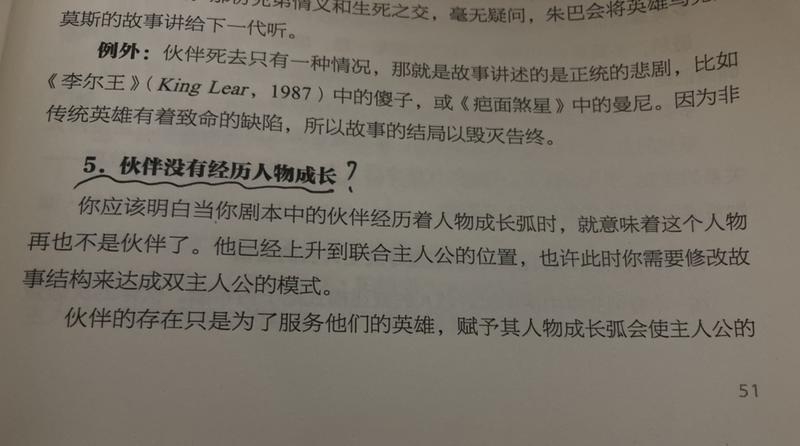 情义和生死之交，毫无疑问，朱巴会将英雄马克
莫斯的故事讲给下一代听。
例外：伙伴死去只有一种情况，那就是故事讲述的是正统的悲剧，比如
《李尔王》（King Lear，1987）中的傻子，或《疤面煞星》中的曼尼。因为非
传统英雄有着致命的缺陷，所以故事的结局以毁灭告终。
5．伙伴没有经历人物成长？
你应该明白当你剧本中的伙伴经历着人物成长弧时，就意味着这个人物
再也不是伙伴了。他已经上升到联合主人公的位置，也许此时你需要修改故
事结构来达成双主人公的模式。
伙伴的存在只是为了服务他们的英雄，赋予其人物成长弧会使主人公的
51